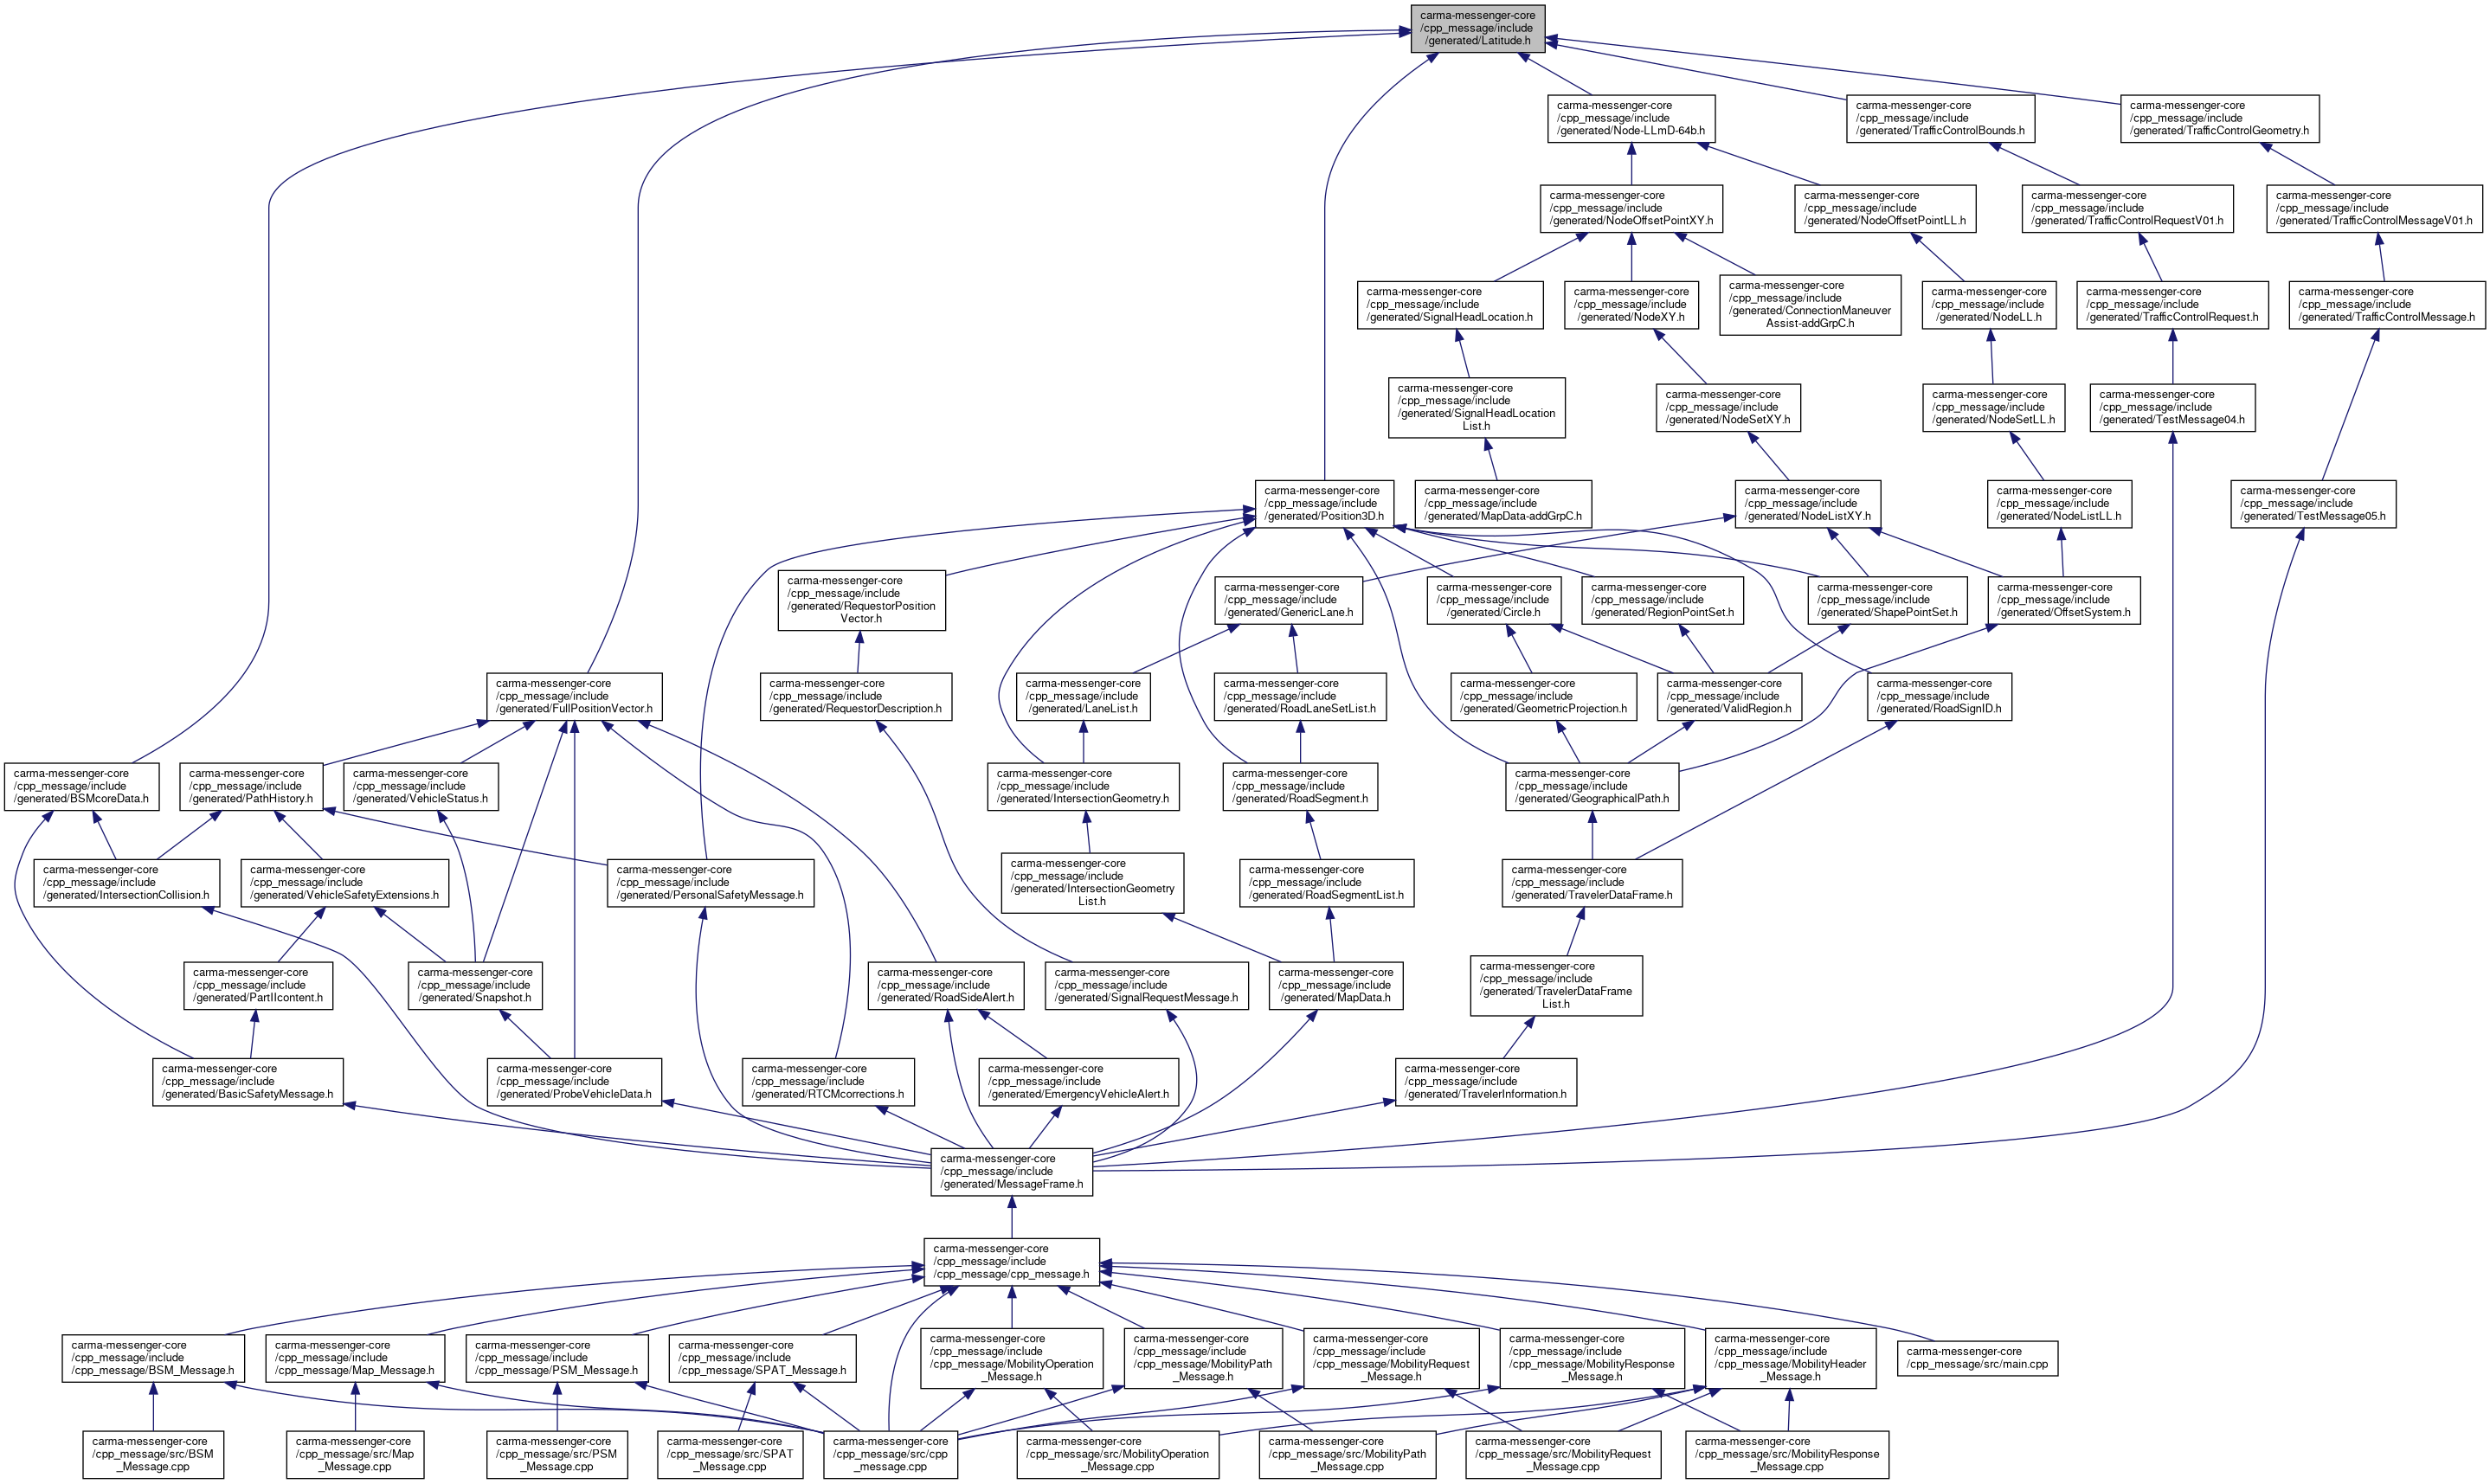 carma-messenger-core
/cpp_message/include
/generated/Latitude.h
carma-messenger-core
/cpp_message/include
generated/Node-LLmD-64b.h
carma-messenger-core
/cpp_message/include
/generated/TrafficControlBounds.h
carma-messenger-core
/cpp_message/include
/generated/TrafficControlGeometry.h
carma-messenger-core
/cpp_message/include
/generated/NodeOffsetPointXY.h
carma-messenger-core
/cpp_message/include
/generated/NodeOffsetPointLL.h
carma-messenger-core
/cpp_message/include
/generated/TrafficControlRequestV01.h
carma-messenger-core
/cpp_message/include
/generated/TrafficControlMessageV01.h
carma-messenger-core
/cpp_message/include
/generated/SignalHeadLocation.h
carma-messenger-core
/cpp_message/include
/generated/NodeXY.h
carma-messenger-core
/cpp_message/include
/generated/ConnectionManeuver
Assist-addGrpC.h
carma-messenger-core
/cpp_message/include
/generated/NodeLL.h
carma-messenger-core
/cpp_message/include
/generated/TrafficControlRequest.h
carma-messenger-core
/cpp_message/include
/generated/TrafficControlMessage.h
carma-messenger-core
/cpp_message/include
/generated/SignalHeadLocation
List.h
carma-messenger-core
/cpp_message/include
/generated/NodeSetXY.h
carma-messenger-core
/cpp_message/include
/generated/NodeSetLL.h
carma-messenger-core
/cpp_message/include
/generated/TestMessage04.h
carma-messenger-core
/cpp_message/include
/generated/Position3D.h
carma-messenger-core
/cpp_message/include
/generated/MapData-addGrpC.h
carma-messenger-core
/cpp_message/include
/generated/NodeListXY.h
carma-messenger-core
/cpp_message/include
/generated/NodeListLL.h
carma-messenger-core
/cpp_message/include
/generated/TestMessage05.h
carma-messenger-core
/cpp_message/include
/generated/RequestorPosition
Vector.h
carma-messenger-core
/cpp_message/include
/generated/GenericLane.h
carma-messenger-core
/cpp_message/include
/generated/Circle.h
carma-messenger-core
/cpp_message/include
/generated/RegionPointSet.h
carma-messenger-core
/cpp_message/include
/generated/ShapePointSet.h
carma-messenger-core
/cpp_message/include
/generated/OffsetSystem.h
carma-messenger-core
/cpp_message/include
/generated/FullPositionVector.h
carma-messenger-core
/cpp_message/include
/generated/RequestorDescription.h
carma-messenger-core
/cpp_message/include
/generated/LaneList.h
carma-messenger-core
/cpp_message/include
/generated/RoadLaneSetList.h
carma-messenger-core
/cpp_message/include
/generated/GeometricProjection.h
carma-messenger-core
/cpp_message/include
/generated/ValidRegion.h
carma-messenger-core
/cpp_message/include
/generated/RoadSignID.h
carma-messenger-core
/cpp_message/include
/generated/BSMcoreData.h
carma-messenger-core
/cpp_message/include
/generated/PathHistory.h
carma-messenger-core
/cpp_message/include
/generated/VehicleStatus.h
carma-messenger-core
/cpp_message/include
/generated/IntersectionGeometry.h
carma-messenger-core
/cpp_message/include
/generated/RoadSegment.h
carma-messenger-core
/cpp_message/include
/generated/GeographicalPath.h
carma-messenger-core
/cpp_message/include
/generated/IntersectionCollision.h
carma-messenger-core
/cpp_message/include
/generated/VehicleSafetyExtensions.h
carma-messenger-core
/cpp_message/include
/generated/PersonalSafetyMessage.h
carma-messenger-core
/cpp_message/include
/generated/IntersectionGeometry
List.h
carma-messenger-core
/cpp_message/include
/generated/RoadSegmentList.h
carma-messenger-core
/cpp_message/include
/generated/TravelerDataFrame.h
carma-messenger-core
/cpp_message/include
/generated/PartIIcontent.h
carma-messenger-core
/cpp_message/include
/generated/Snapshot.h
carma-messenger-core
/cpp_message/include
/generated/RoadSideAlert.h
carma-messenger-core
/cpp_message/include
/generated/SignalRequestMessage.h
carma-messenger-core
/cpp_message/include
/generated/MapData.h
carma-messenger-core
/cpp_message/include
/generated/TravelerDataFrame
List.h
carma-messenger-core
/cpp_message/include
/generated/BasicSafetyMessage.h
carma-messenger-core
/cpp_message/include
/generated/ProbeVehicleData.h
carma-messenger-core
/cpp_message/include
/generated/RTCMcorrections.h
carma-messenger-core
/cpp_message/include
/generated/EmergencyVehicleAlert.h
carma-messenger-core
/cpp_message/include
/generated/TravelerInformation.h
carma-messenger-core
/cpp_message/include
/generated/MessageFrame.h
carma-messenger-core
/cpp_message/include
/cpp_message/cpp_message.h
carma-messenger-core
/cpp_message/include
/cpp_message/BSM_Message.h
carma-messenger-core
/cpp_message/include
/cpp_message/Map_Message.h
carma-messenger-core
/cpp_message/include
/cpp_message/PSM_Message.h
carma-messenger-core
/cpp_message/include
/cpp_message/SPAT_Message.h
carma-messenger-core
/cpp_message/include
/cpp_message/MobilityOperation
_Message.h
carma-messenger-core
/cpp_message/include
/cpp_message/MobilityPath
_Message.h
carma-messenger-core
/cpp_message/include
/cpp_message/MobilityRequest
_Message.h
carma-messenger-core
/cpp_message/include
/cpp_message/MobilityResponse
_Message.h
carma-messenger-core
/cpp_message/include
/cpp_message/MobilityHeader
_Message.h
carma-messenger-core
/cpp_message/src/main.cpp
carma-messenger-core
/cpp_message/src/BSM
_Message.cpp
carma-messenger-core
/cpp_message/src/Map
_Message.cpp
carma-messenger-core
/cpp_message/src/PSM
_Message.cpp
carma-messenger-core
/cpp_message/src/SPAT
_Message.cpp
carma-messenger-core
/cpp_message/src/cpp
_message.cpp
carma-messenger-core
/cpp_message/src/MobilityOperation
_Message.cpp
carma-messenger-core
/cpp_message/src/MobilityPath
_Message.cpp
carma-messenger-core
/cpp_message/src/MobilityRequest
_Message.cpp
carma-messenger-core
/cpp_message/src/MobilityResponse
_Message.cpp